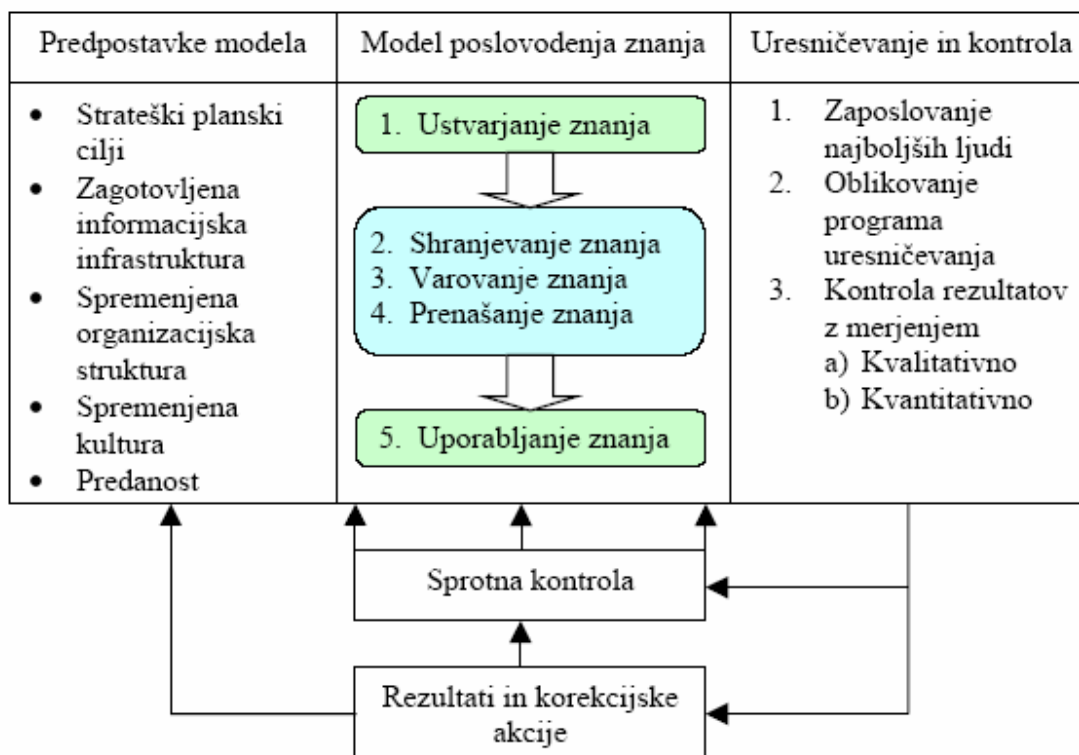 Predpostavke modela
Model poslovodenja znanja
Uresničevanje in kontrola
• Strateški planski
cilji
• Zagotovljena
informacijska
infrastruktura
• Spremenjena
organizacijska
struktura
• Spremenjena
kultura
• Predanost
1. Ustvarjanje znanja
2. Shranjevanje znanja
3. Varovanje znanja
4. Prenašanje znanja
5. Uporabljanje znanja
1. Zaposlovanje
najboljših ljudi
2. Oblikovanje
programa
uresničevanja
3. Kontrola rezultatov
z merjenjem
a) Kvalitativno
b) Kvantitativno
Sprotna kontrola
Rezultati in korekcijske
akcije